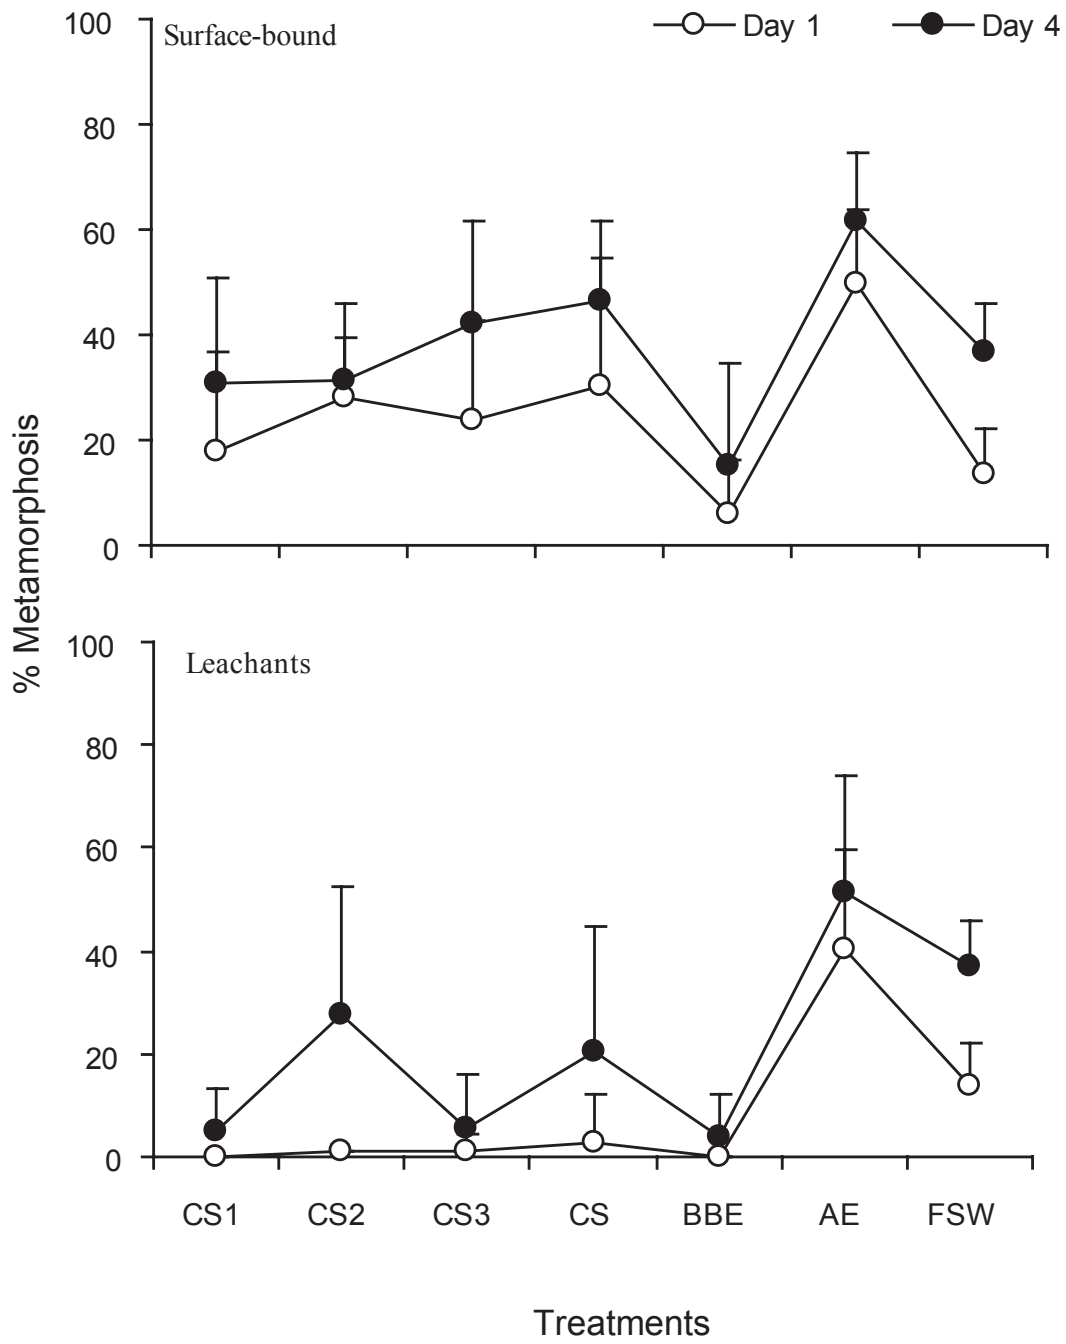 100
Surface-bound
Day 1
Day 4
80
60
40
20
0
% Metamorphosis
100
Leachants
80
60
40
20
0
CS1 CS2 CS3 CS BBE AE FSW
Treatments